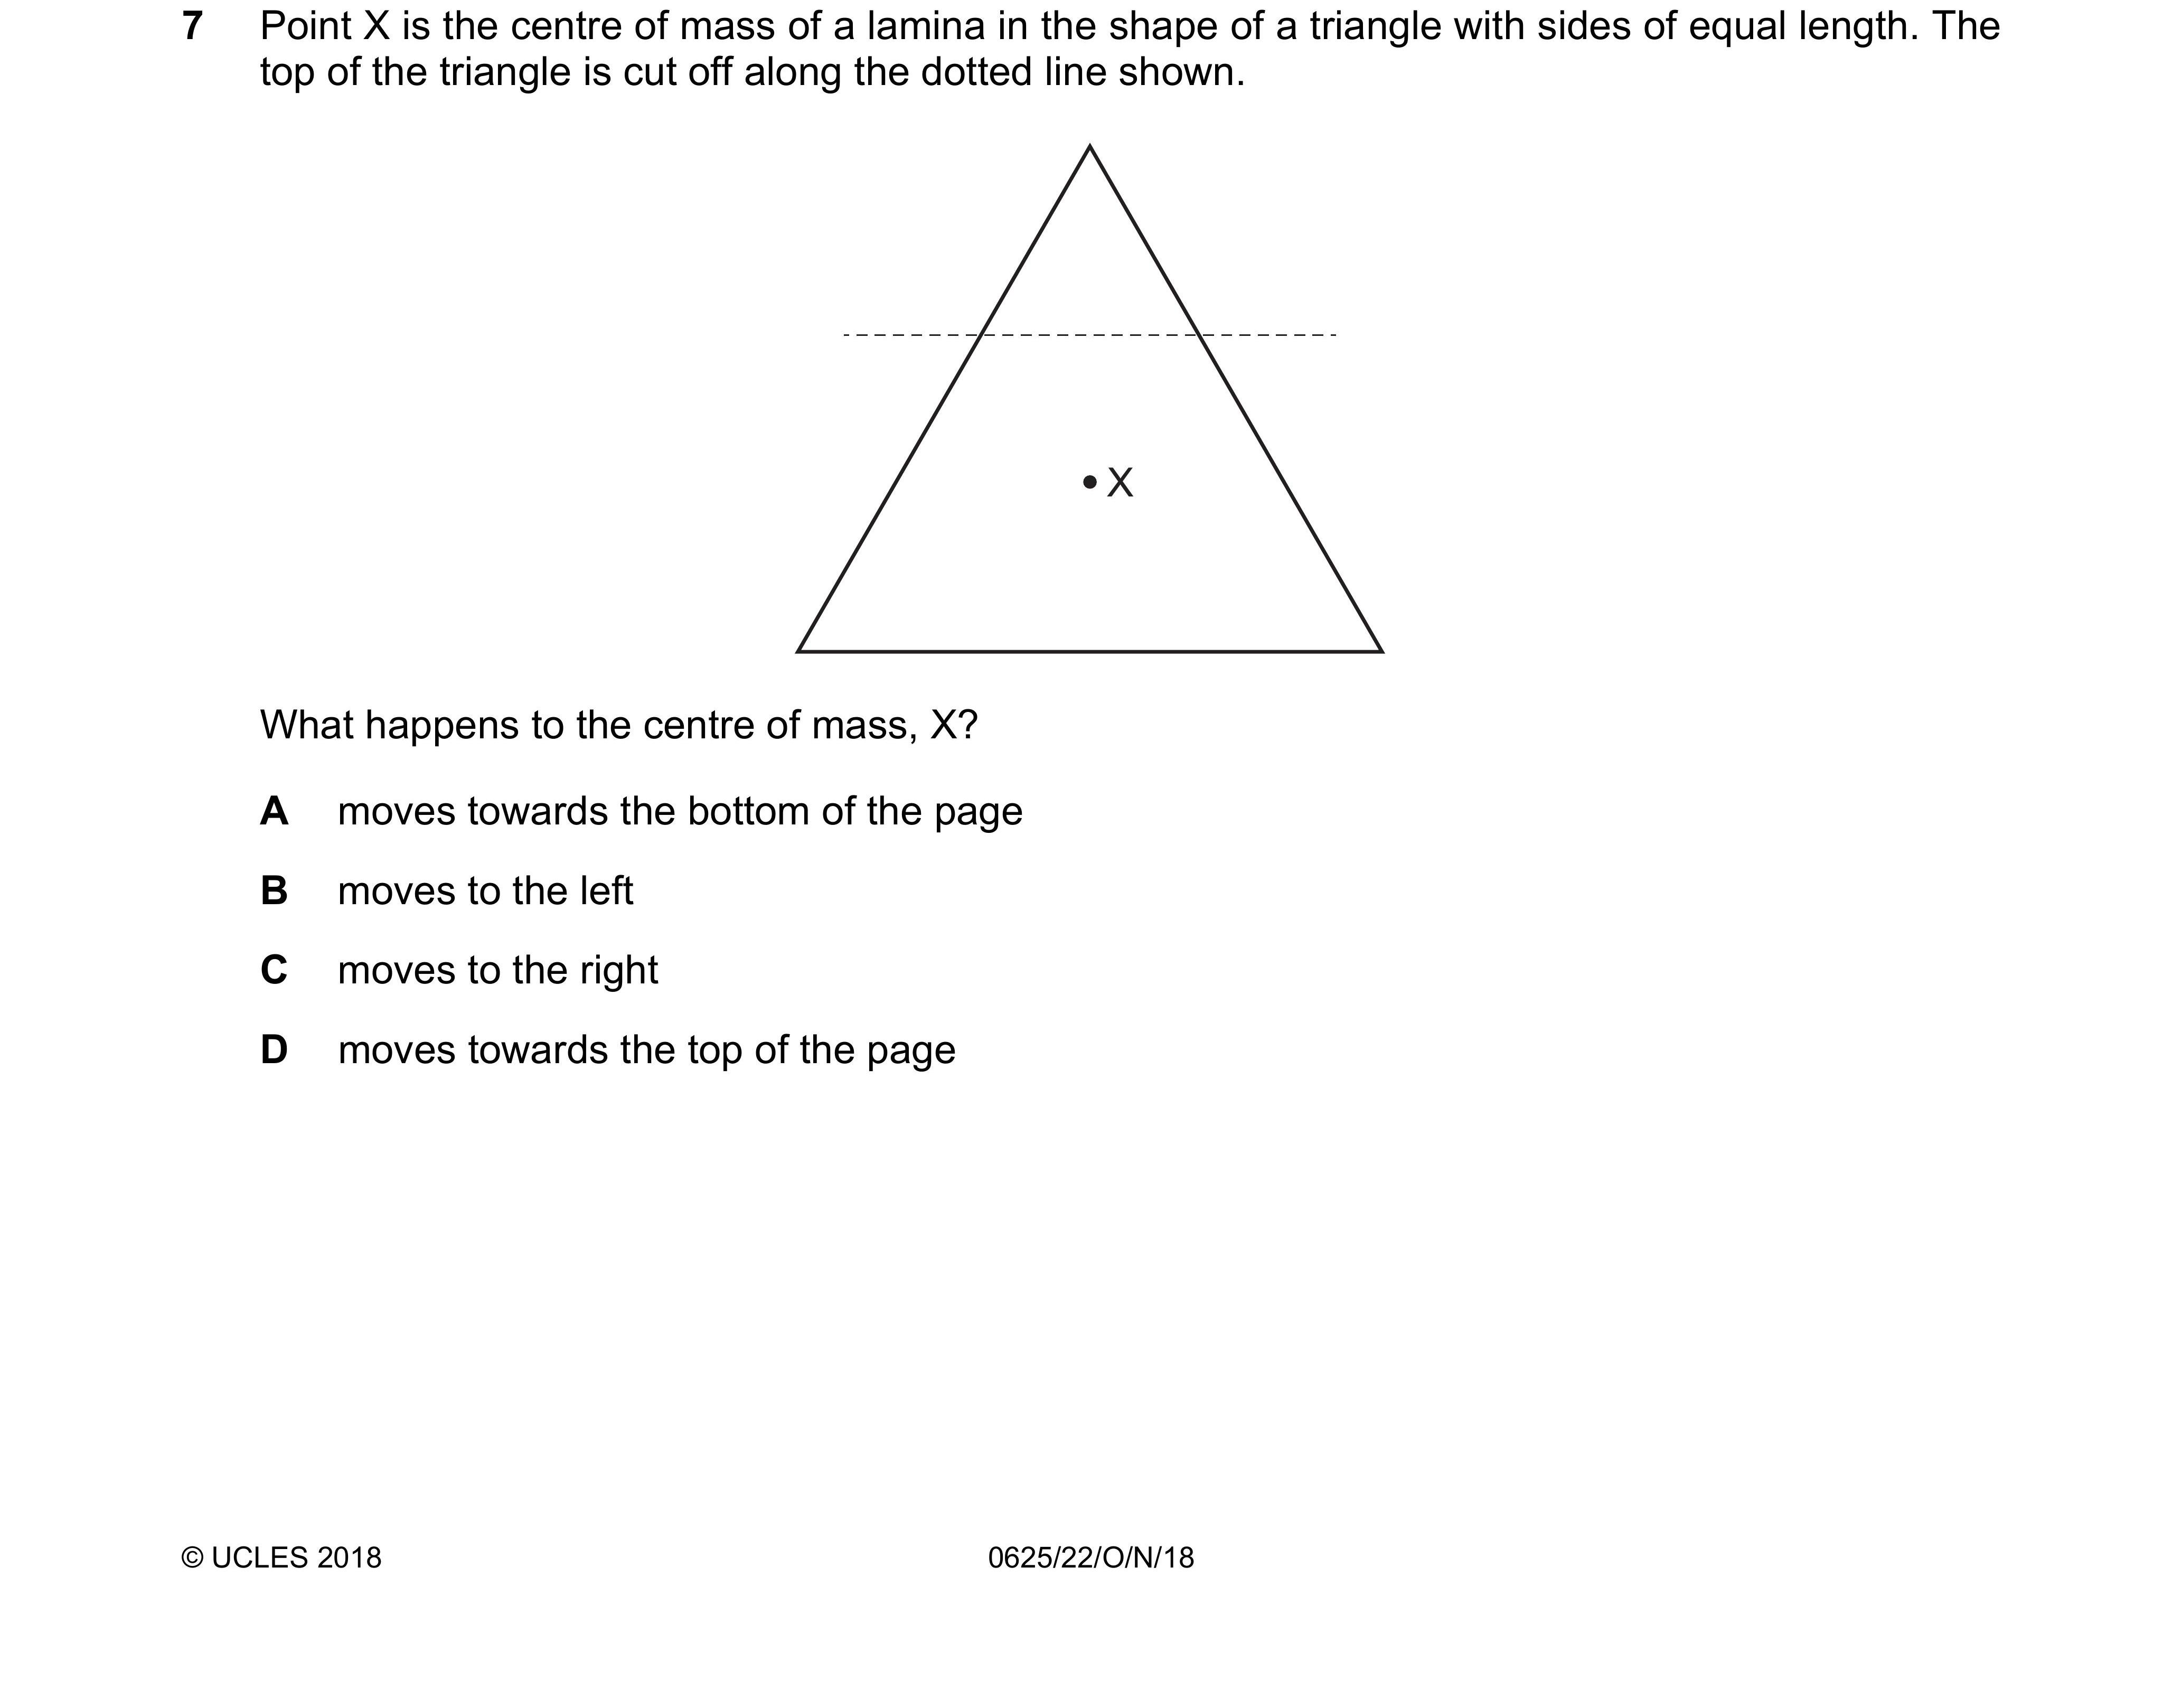 7 Point X is the centre of mass of a lamina in the shape of a triangle with sides of equal length. The
top of the triangle is cut off along the dotted line shown.
X
What happens to the centre of mass, X?
A moves towards the bottom of the page
B moves to the left
C moves to the right
D moves towards the top of the page
© UCLES 2018 0625/22/O/N/18